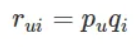 r_{ui} = p_u q_i